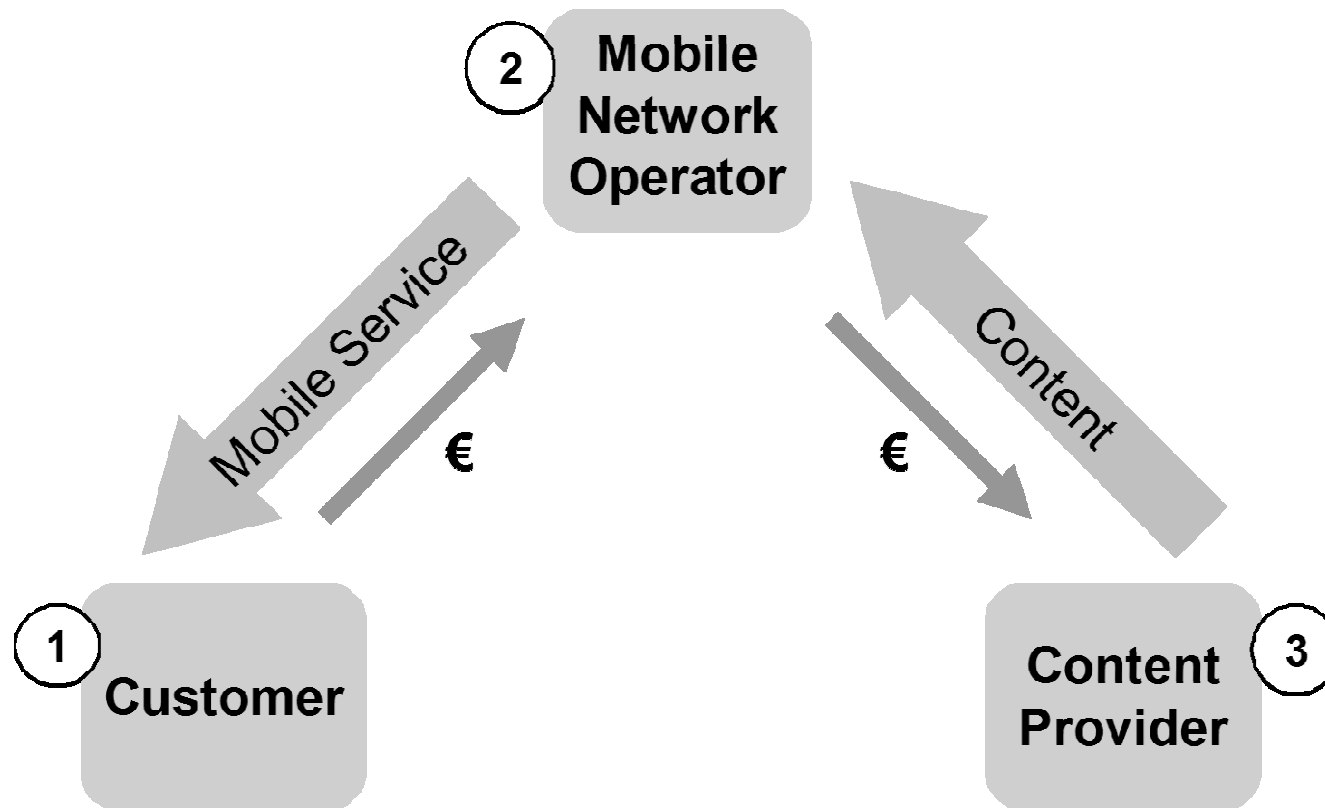 2
Mobile
Network
Operator
Mobile Service
€
€
Content
1
Customer
Content
Provider
3